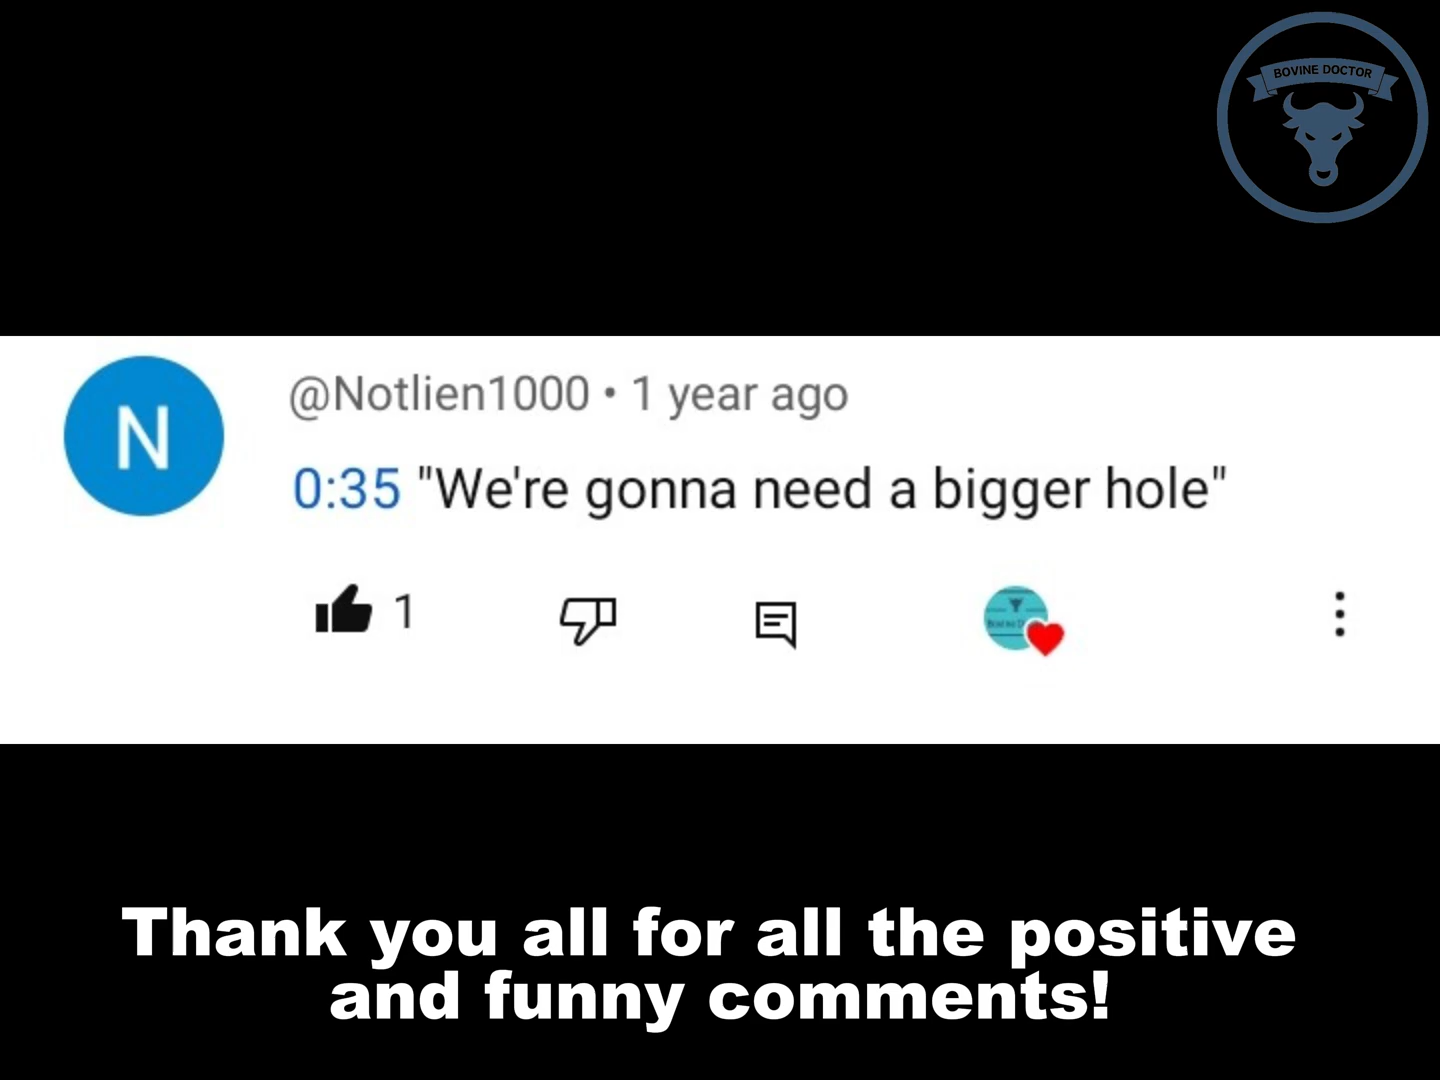 BOVINE DOCTOR
N
@Notlien1000 • 1 year ago
0:35 "We're gonna need a bigger hole"
1
Thank you all for all the positive
and funny comments!